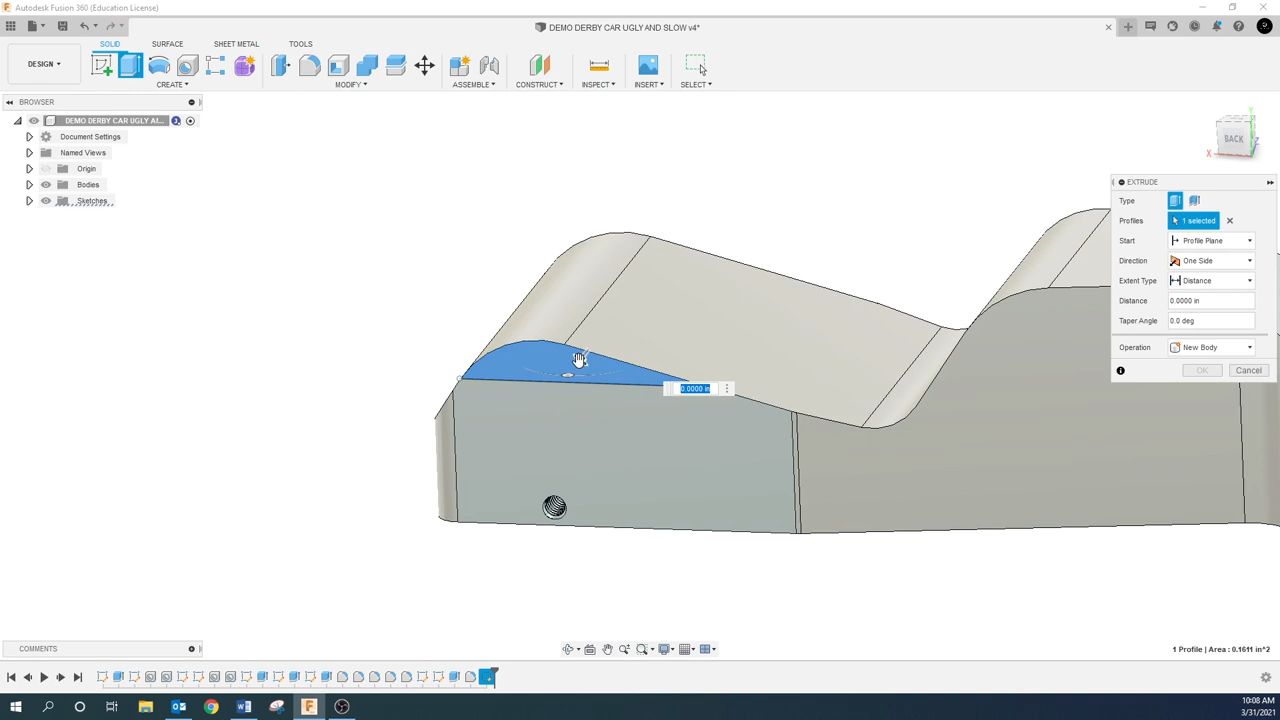 Autodesk Fusion 360 (Education License)
DEMO DERBY CAR UGLY AND SLOW v4*
SOLID SURFACE SHEET METAL TOOLS
DESIGN
CREATE MODIFY ASSEMBLE CONSTRUCT INSPECT INSERT SELECT
BROWSER
DEMO DERBY CAR UGLY AI...
Document Settings
Named Views
Origin
Bodies
Sketches
BACK
X
Y
Z
EXTRUDE
Type
Profiles 1 selected
Start Profile Plane
Direction One Side
Extent Type Distance
Distance 0.0000 in
Taper Angle 0.0 deg
Operation New Body
OK Cancel
0.0000 in
COMMENTS
1 Profile | Area : 0.1611 in^2
10:08 AM
3/31/2021